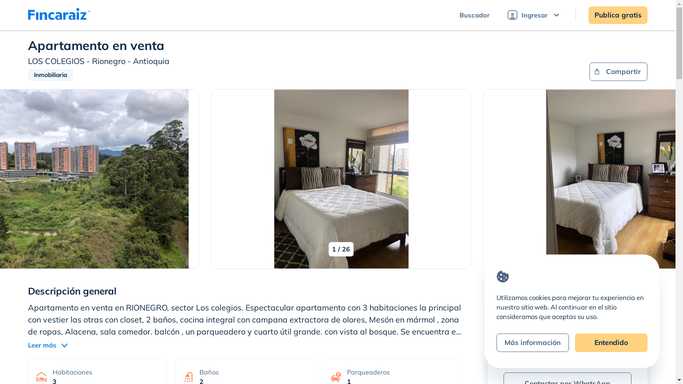 Fincaraiz
Buscador
Ingresar
Publica gratis
Apartamento en venta
LOS COLEGIOS - Rionegro - Antioquia
Inmobiliaria
Compartir
1 / 26
Descripción general
Apartamento en venta en RIONEGRO, sector Los colegios. Espectacular apartamento con 3 habitaciones la principal
con vestier las otras con closet, 2 baños, cocina integral con campana extractora de olores, Mesón en mármol , zona
de ropas, Alacena, sala comedor. balcón , un parqueadero y cuarto útil grande. con vista al bosque. Se encuentra e...
Leer más
Habitaciones
3
Baños
2
Parqueaderos
1
Utilizamos cookies para mejorar tu experiencia en
nuestro sitio web. Al continuar en el sitio
consideramos que aceptas su uso.
Más información
Entendido
Contactar por WhatsApp